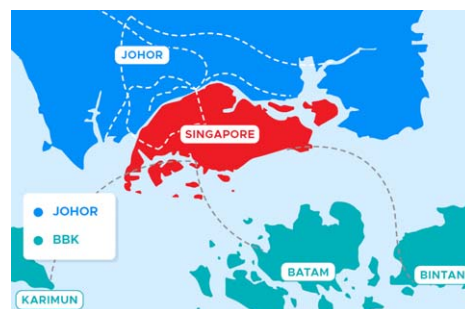 JOHOR
SINGAPORE
JOHOR
BBK
BATAM
BINTAN
KARIMUN